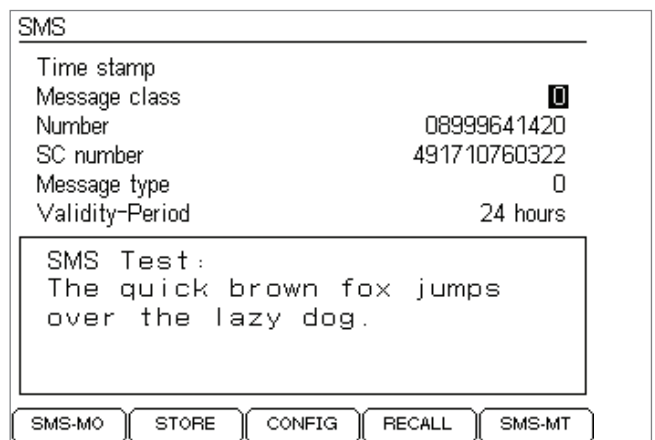 SMS
Time stamp
Message class 0
Number 08999641420
SC number 491710760322
Message type 0
Validity-Period 24 hours
SMS Test:
The quick brown fox jumps
over the lazy dog.
SMS-MO STORE CONFIG RECALL SMS-MT